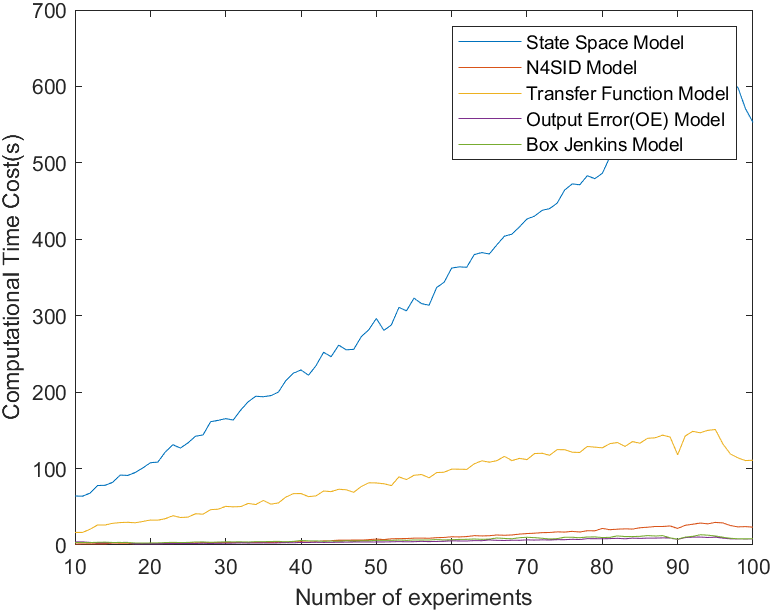 700
600
500
400
300
200
100
0
Computational Time Cost(s)
State Space Model
N4SID Model
Transfer Function Model
Output Error(OE) Model
Box Jenkins Model
10 20 30 40 50 60 70 80 90 100
Number of experiments